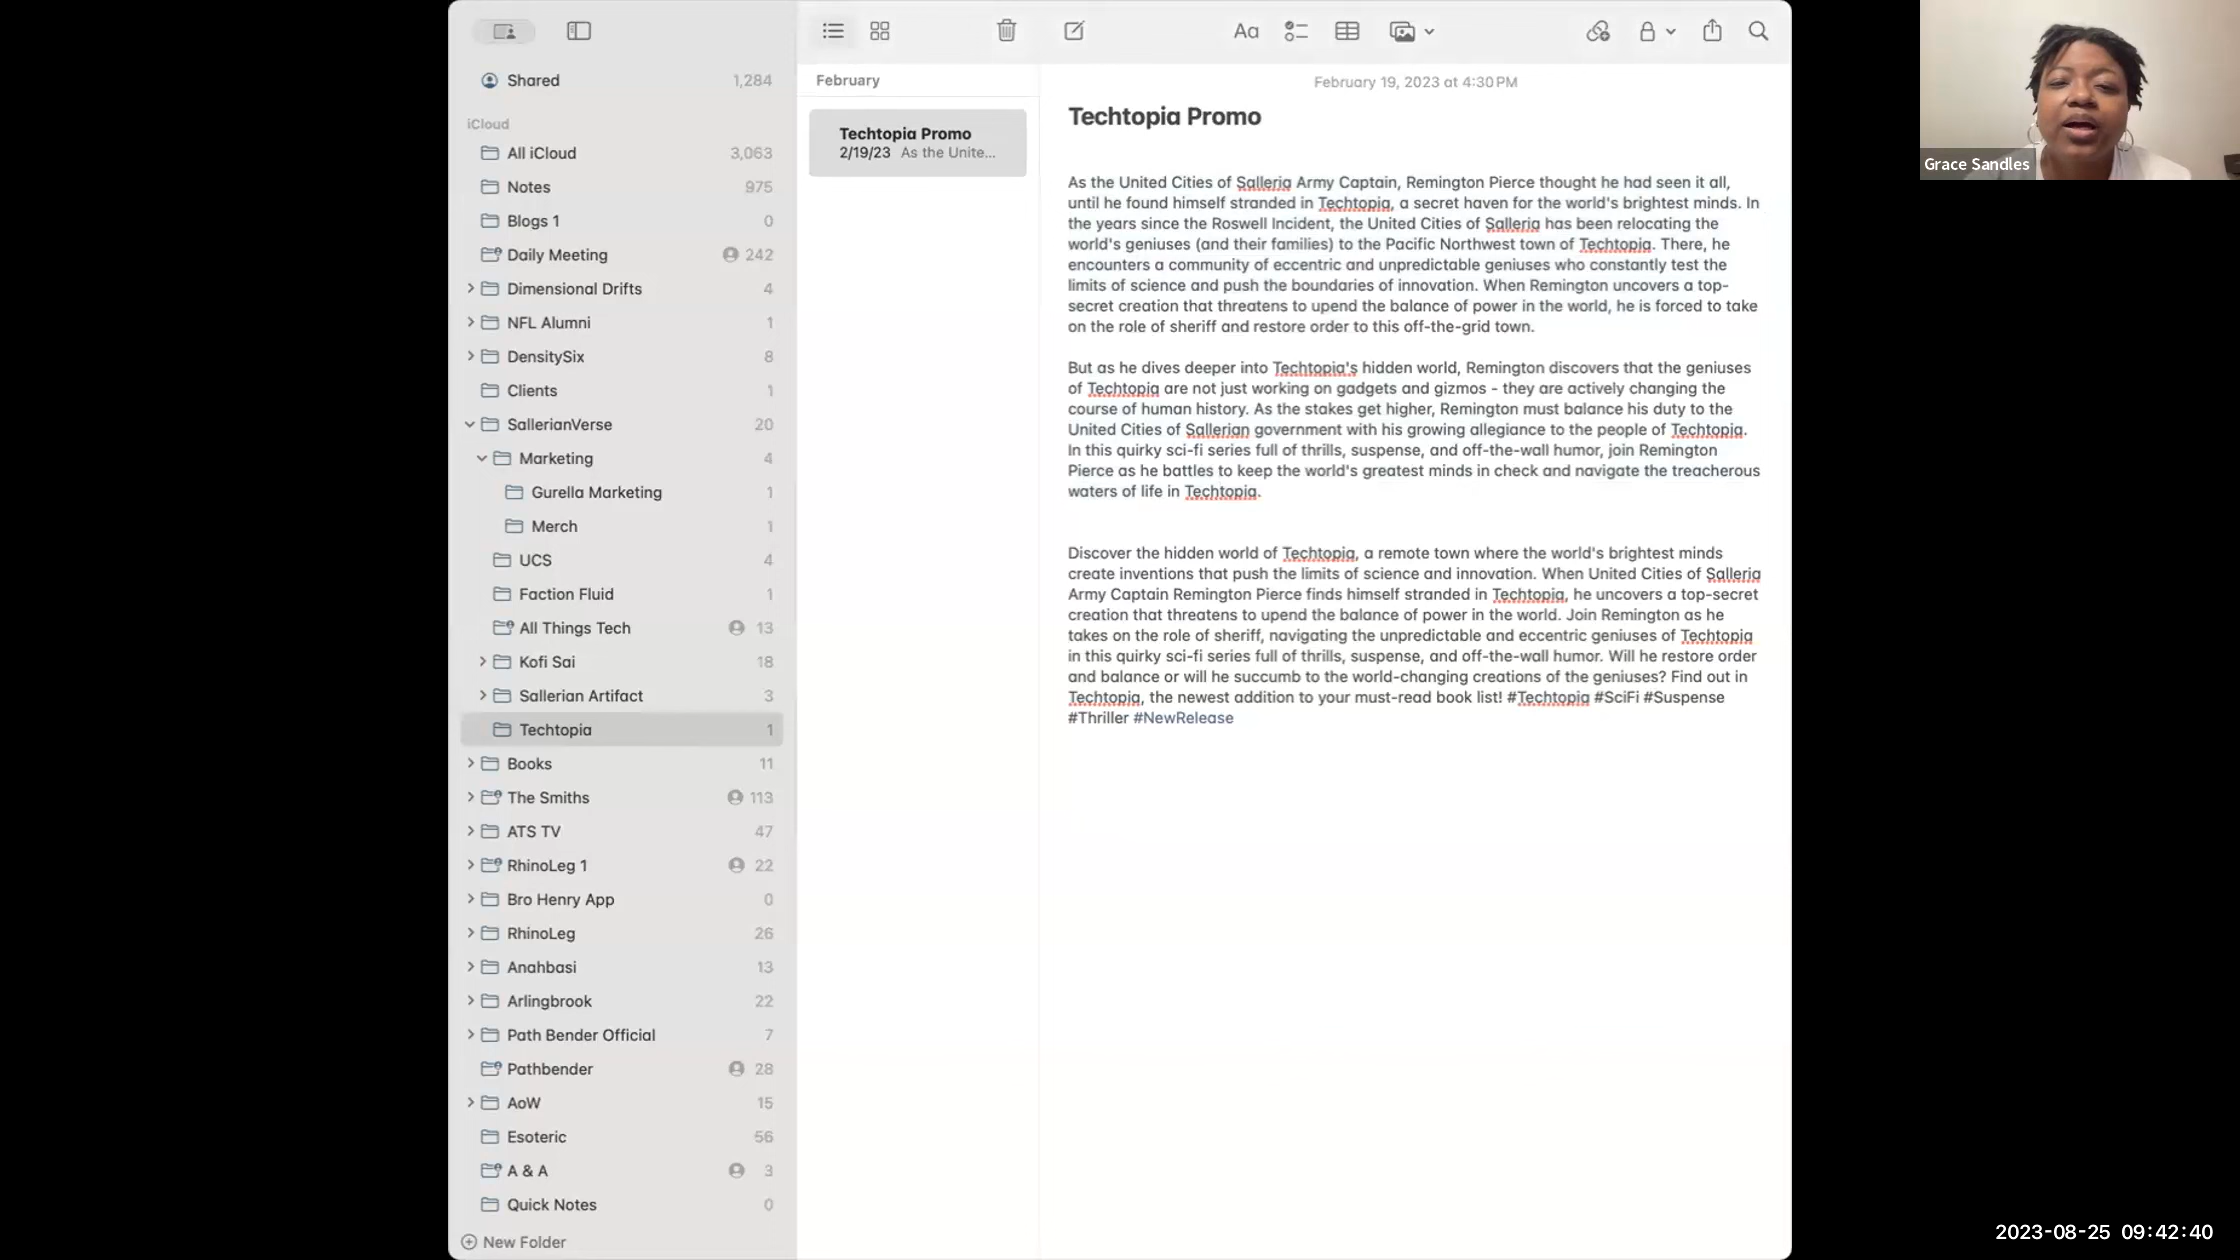 Shared 1,284
iCloud
All iCloud 3,063
Notes 975
Blogs 1 0
Daily Meeting 242
Dimensional Drifts 4
NFL Alumni 1
DensitySix 8
Clients 1
SallerianVerse 20
Marketing 4
Gurella Marketing 1
Merch 1
UCS 4
Faction Fluid 1
All Things Tech 13
Kofi Sai 18
Sallerian Artifact 3
Techtopia 1
Books 11
The Smiths 113
ATS TV 47
RhinoLeg 1 22
Bro Henry App 0
RhinoLeg 26
Anahbasi 13
Arlingbrook 22
Path Bender Official 7
Pathbender 28
AoW 15
Esoteric 56
A & A 3
Quick Notes 0
New Folder
February
Techtopia Promo
2/19/23 As the Unite...
Aa
February 19, 2023 at 4:30 PM
Techtopia Promo
As the United Cities of Salleria Army Captain, Remington Pierce thought he had seen it all,
until he found himself stranded in Techtopia, a secret haven for the world's brightest minds. In
the years since the Roswell Incident, the United Cities of Salleria has been relocating the
world's geniuses (and their families) to the Pacific Northwest town of Techtopia. There, he
encounters a community of eccentric and unpredictable geniuses who constantly test the
limits of science and push the boundaries of innovation. When Remington uncovers a top-
secret creation that threatens to upend the balance of power in the world, he is forced to take
on the role of sheriff and restore order to this off-the-grid town.
But as he dives deeper into Techtopia's hidden world, Remington discovers that the geniuses
of Techtopia are not just working on gadgets and gizmos - they are actively changing the
course of human history. As the stakes get higher, Remington must balance his duty to the
United Cities of Sallerian government with his growing allegiance to the people of Techtopia.
In this quirky sci-fi series full of thrills, suspense, and off-the-wall humor, join Remington
Pierce as he battles to keep the world's greatest minds in check and navigate the treacherous
waters of life in Techtopia.
Discover the hidden world of Techtopia, a remote town where the world's brightest minds
create inventions that push the limits of science and innovation. When United Cities of Salleria
Army Captain Remington Pierce finds himself stranded in Techtopia, he uncovers a top-secret
creation that threatens to upend the balance of power in the world. Join Remington as he
takes on the role of sheriff, navigating the unpredictable and eccentric geniuses of Techtopia
in this quirky sci-fi series full of thrills, suspense, and off-the-wall humor. Will he restore order
and balance or will he succumb to the world-changing creations of the geniuses? Find out in
Techtopia, the newest addition to your must-read book list! #Techtopia #SciFi #Suspense
#Thriller #NewRelease
Grace Sandles
2023-08-25 09:42:40